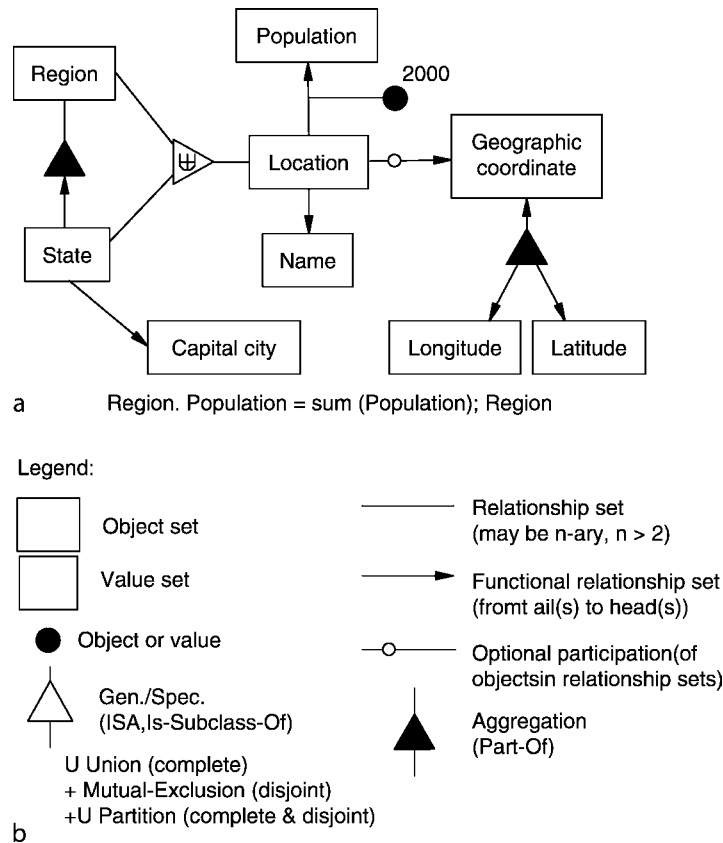 Population
2000
Region
Geographic
coordinate
⊎
Location
State
Name
Capital city
Longitude
Latitude
a
Region. Population = sum (Population); Region
Legend:
Object set
Relationship set
(may be n-ary, n > 2)
Value set
Functional relationship set
(fromt ail(s) to head(s))
Object or value
Optional participation(of
objectsin relationship sets)
Gen./Spec.
(ISA,Is-Subclass-Of)
Aggregation
(Part-Of)
U Union (complete)
+ Mutual-Exclusion (disjoint)
+U Partition (complete & disjoint)
b